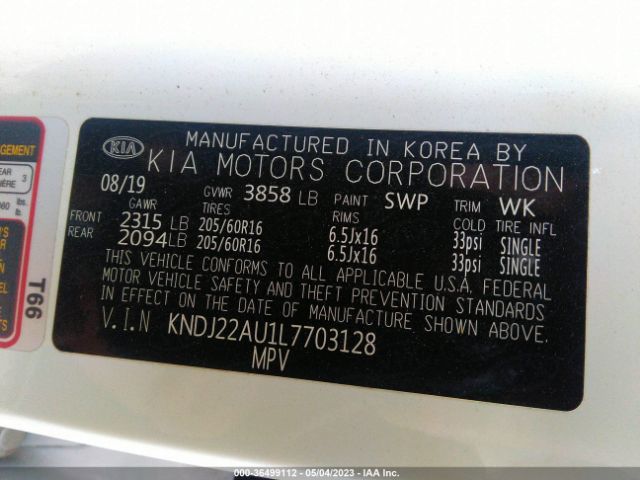 KIA
MANUFACTURED IN KOREA BY
KIA MOTORS CORPORATION
08/19 GVWR 3858 LB PAINT SWP TRIM WK
GAWR TIRES RIMS COLD TIRE INFL
FRONT 2315 LB 205/60R16 6.5Jx16 33psi SINGLE
REAR 2094LB 205/60R16 6.5Jx16 33psi SINGLE
THIS VEHICLE CONFORMS TO ALL APPLICABLE U.S.A. FEDERAL
MOTOR VEHICLE SAFETY AND THEFT PREVENTION STANDARDS
IN EFFECT ON THE DATE OF MANUFACTURE SHOWN ABOVE.
V.I.N KNDJ22AU1L7703128
MPV
T66
3
lbs.
000-36499112 - 05/04/2023 - IAA Inc.